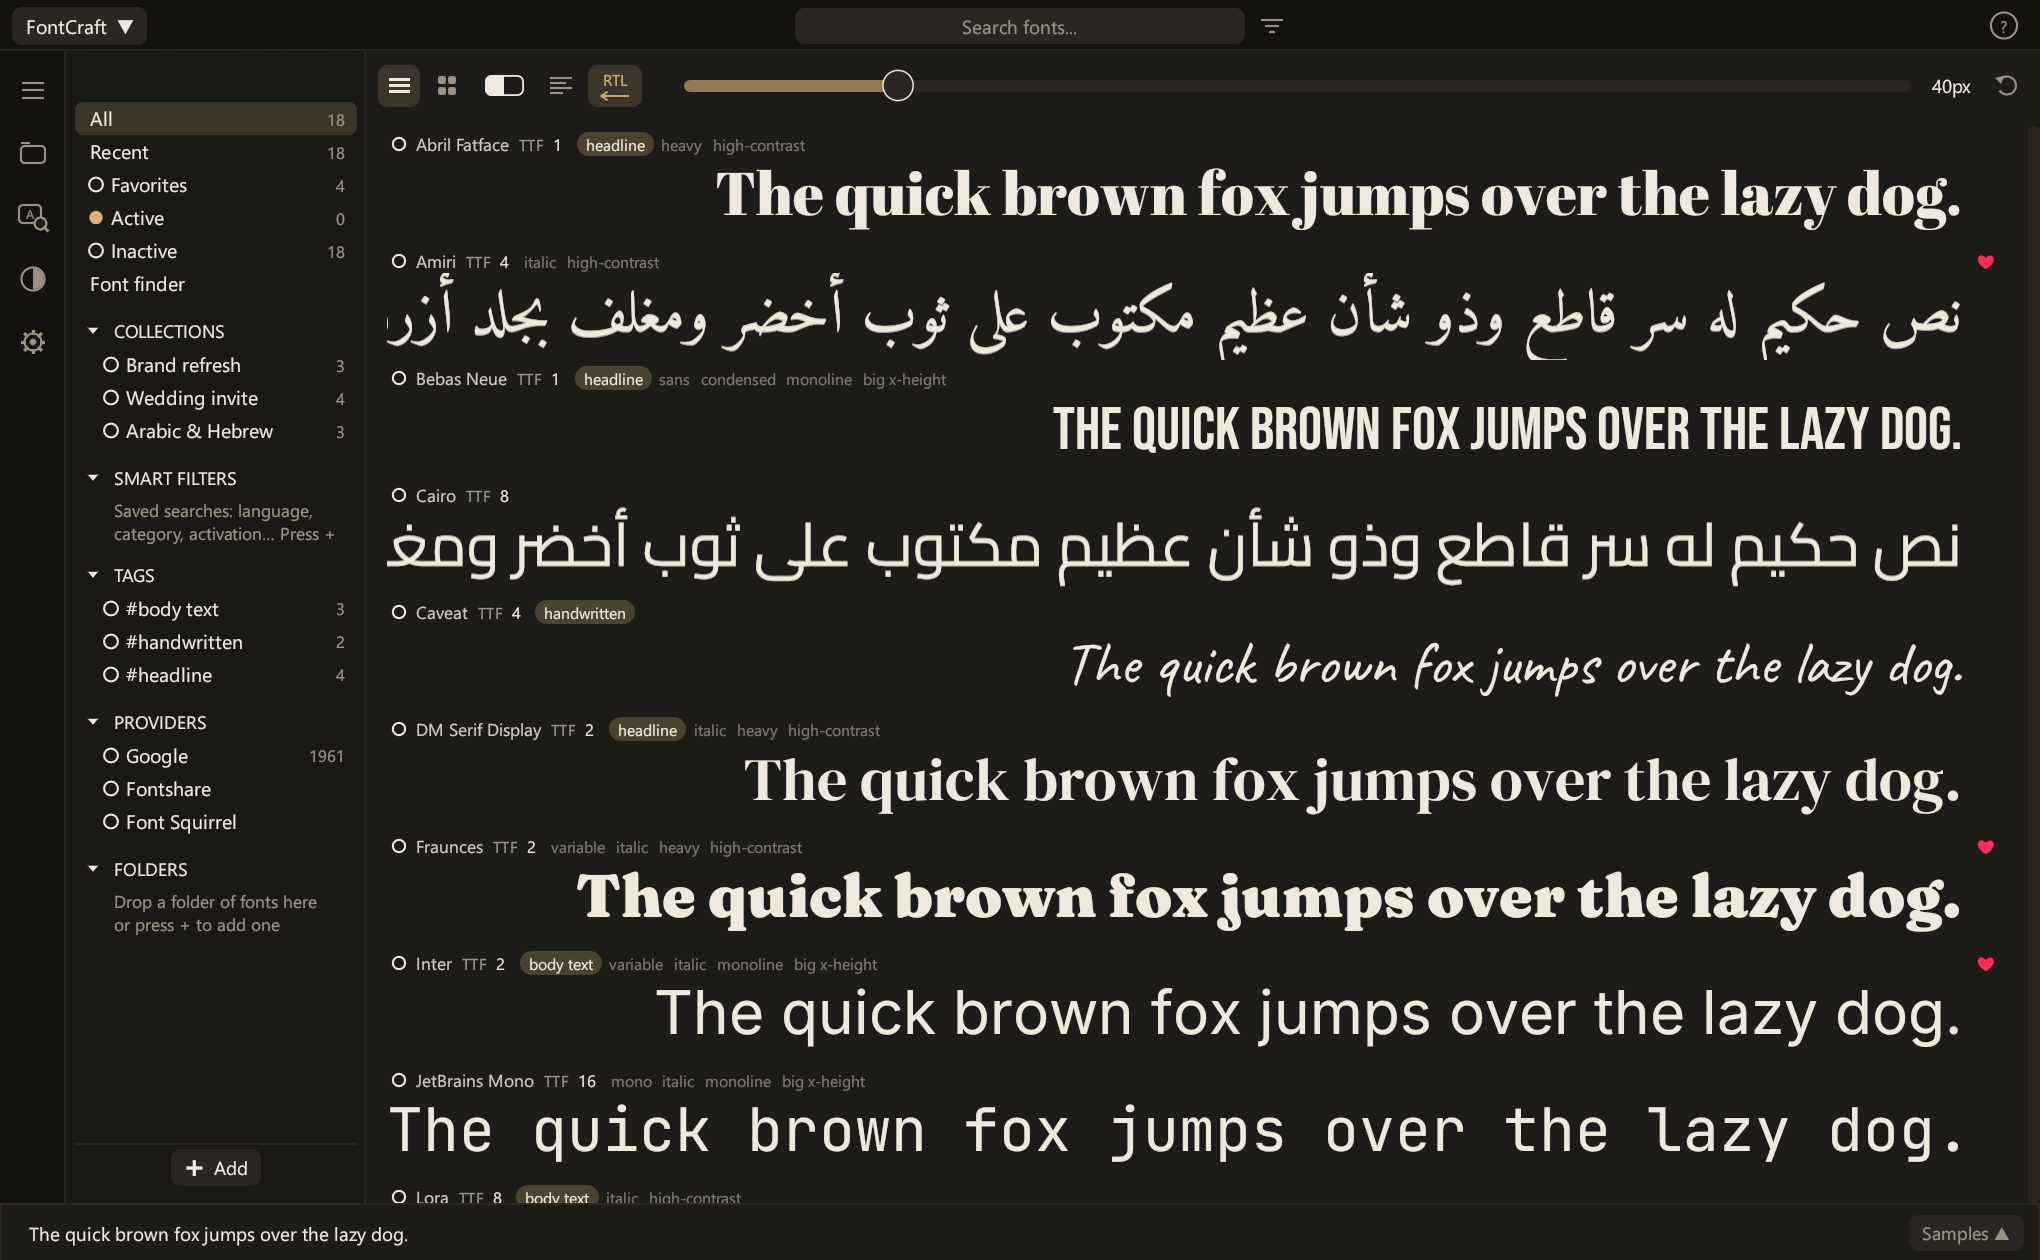 FontCraft ▼
Search fonts...
?
All 18
Recent 18
Favorites 4
Active 0
Inactive 18
Font finder
COLLECTIONS
Brand refresh 3
Wedding invite 4
Arabic & Hebrew 3
SMART FILTERS
Saved searches: language,
category, activation... Press +
TAGS
#body text 3
#handwritten 2
#headline 4
PROVIDERS
Google 1961
Fontshare
Font Squirrel
FOLDERS
Drop a folder of fonts here
or press + to add one
+ Add
RTL
40px
Abril Fatface TTF 1 headline heavy high-contrast
The quick brown fox jumps over the lazy dog.
Amiri TTF 4 italic high-contrast
نص حكيم له سر قاطع وذو شأن عظيم مكتوب على ثوب أخضر ومغلف بجلد أزر
Bebas Neue TTF 1 headline sans condensed monoline big x-height
THE QUICK BROWN FOX JUMPS OVER THE LAZY DOG.
Cairo TTF 8
نص حكيم له سر قاطع وذو شأن عظيم مكتوب على ثوب أخضر ومغ
Caveat TTF 4 handwritten
The quick brown fox jumps over the lazy dog.
DM Serif Display TTF 2 headline italic heavy high-contrast
The quick brown fox jumps over the lazy dog.
Fraunces TTF 2 variable italic heavy high-contrast
The quick brown fox jumps over the lazy dog.
Inter TTF 2 body text variable italic monoline big x-height
The quick brown fox jumps over the lazy dog.
JetBrains Mono TTF 16 mono italic monoline big x-height
The quick brown fox jumps over the lazy dog.
Lora TTF 8 body text italic high-contrast
The quick brown fox jumps over the lazy dog.
Samples ▲